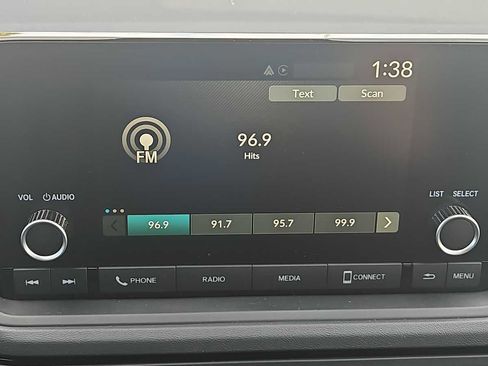 1:38
Text Scan
FM
96.9
Hits
VOL AUDIO
LIST SELECT
96.9 91.7 95.7 99.9
PHONE RADIO MEDIA CONNECT MENU